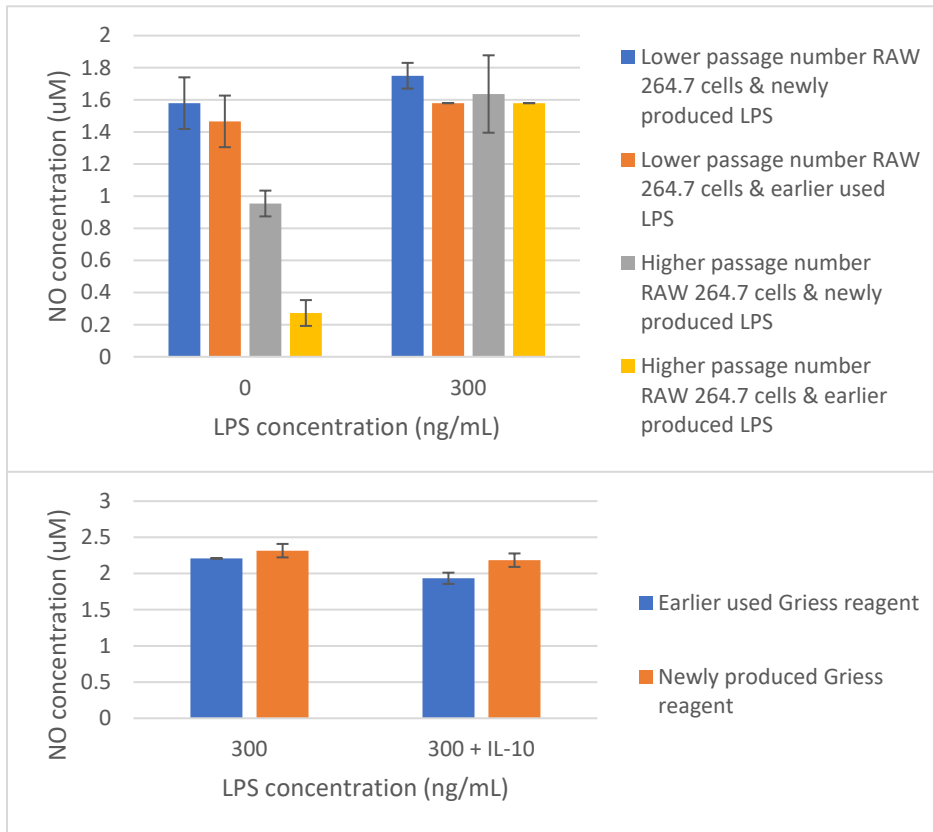 2
1.8
1.6
1.4
1.2
1
0.8
0.6
0.4
0.2
0
NO concentration (uM)
0 300
LPS concentration (ng/mL)
Lower passage number RAW
264.7 cells & newly
produced LPS
Lower passage number RAW
264.7 cells & earlier used
LPS
Higher passage number
RAW 264.7 cells & newly
produced LPS
Higher passage number
RAW 264.7 cells & earlier
produced LPS
3
2.5
2
1.5
1
0.5
0
NO concentration (uM)
300 300 + IL-10
LPS concentration (ng/mL)
Earlier used Griess reagent
Newly produced Griess
reagent